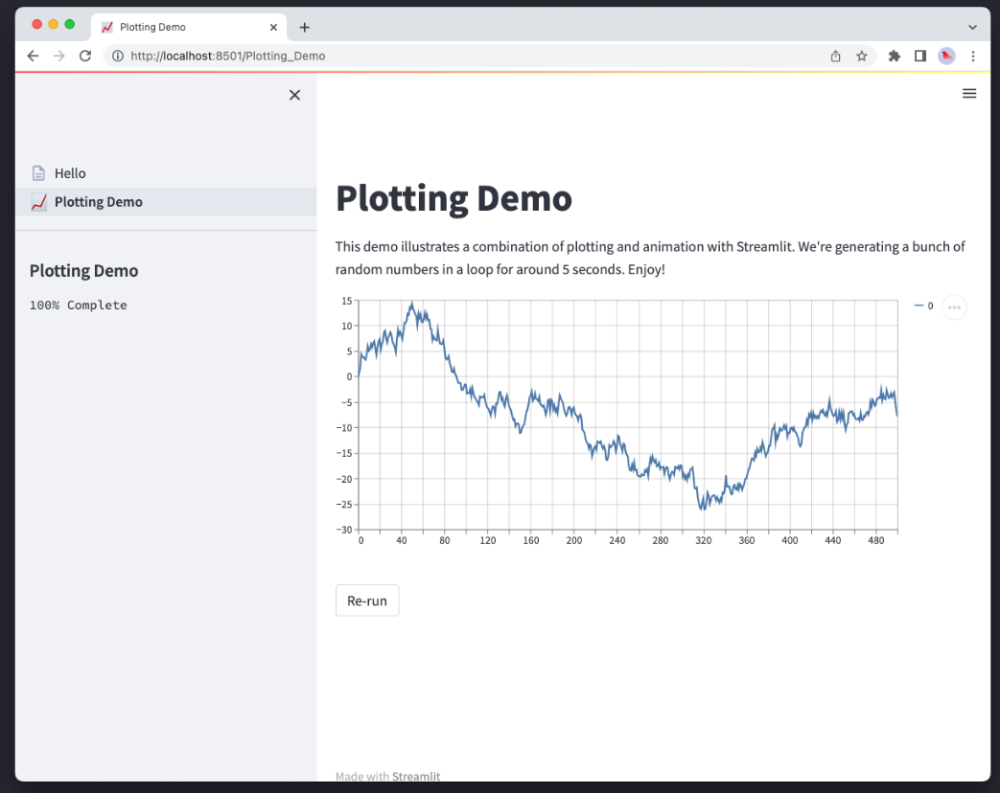 Plotting Demo
http://localhost:8501/Plotting_Demo
Hello
Plotting Demo
Plotting Demo
100% Complete
Plotting Demo
This demo illustrates a combination of plotting and animation with Streamlit. We're generating a bunch of
random numbers in a loop for around 5 seconds. Enjoy!
15
10
5
0
−5
−10
−15
−20
−25
−30
0 40 80 120 160 200 240 280 320 360 400 440 480
0
Re-run
Made with Streamlit